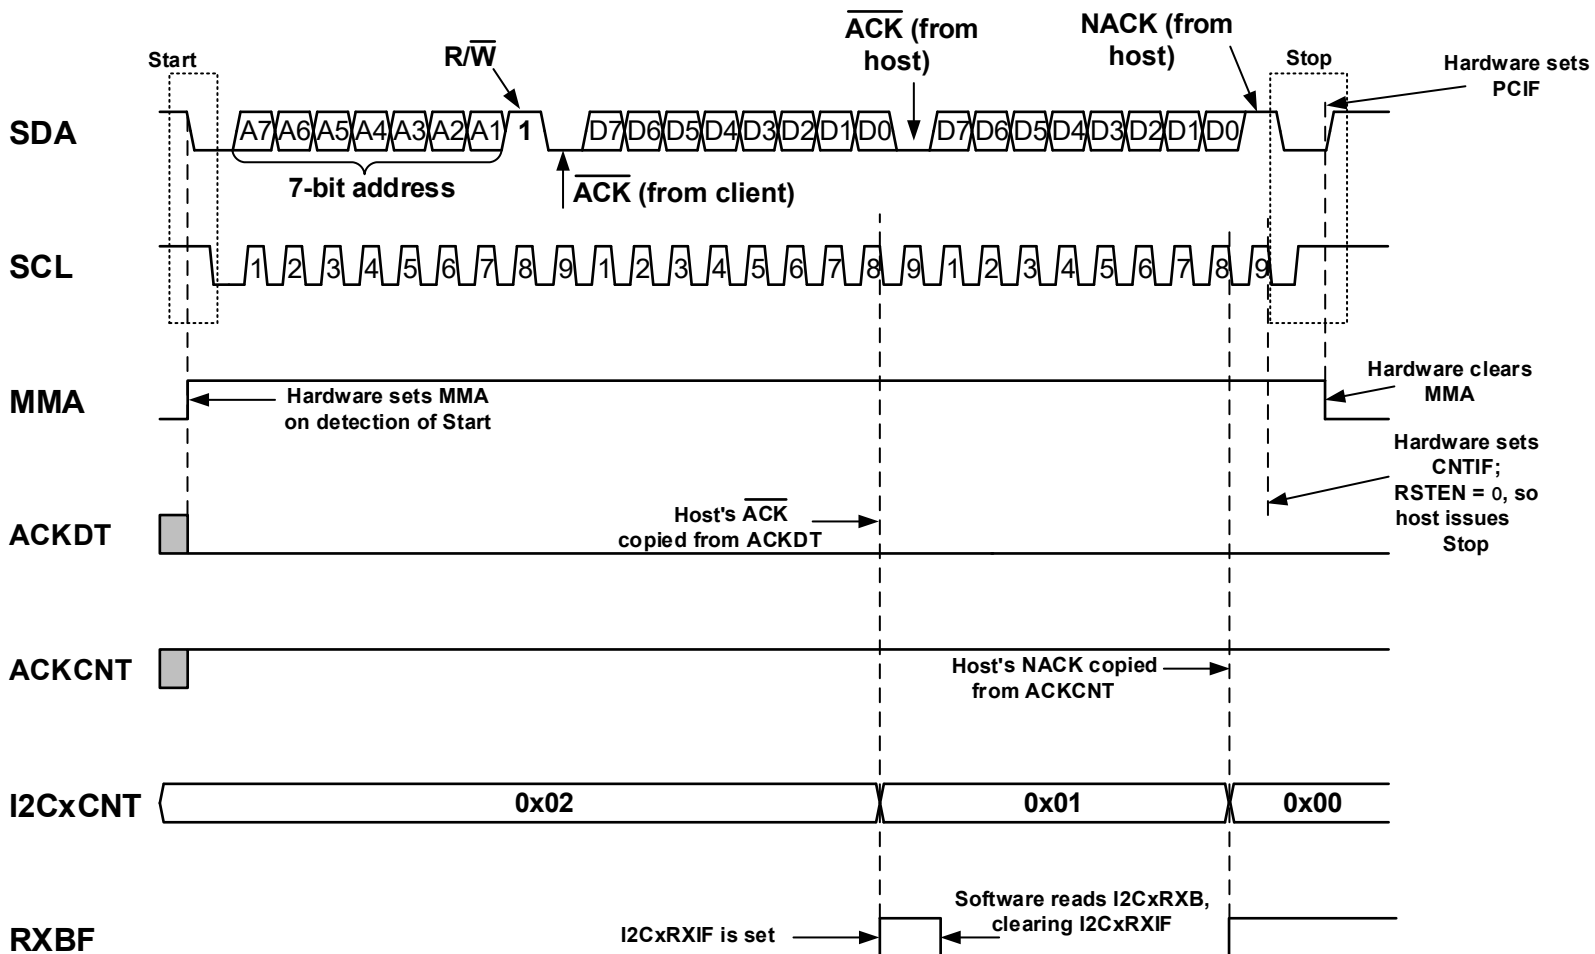 ACK (from
host)
NACK (from
host)
Start
R/W
Stop
Hardware sets
PCIF
SDA
A7 A6 A5 A4 A3 A2 A1 1 D7 D6 D5 D4 D3 D2 D1 D0 D7 D6 D5 D4 D3 D2 D1 D0
7-bit address
ACK (from client)
SCL
1 2 3 4 5 6 7 8 9 1 2 3 4 5 6 7 8 9 1 2 3 4 5 6 7 8 9
MMA
Hardware sets MMA
on detection of Start
Hardware clears
MMA
Hardware sets
CNTIF;
RSTEN = 0, so
host issues
Stop
ACKDT
Host's ACK
copied from ACKDT
ACKCNT
Host's NACK copied
from ACKCNT
I2CxCNT
0x02 0x01 0x00
RXBF
I2CxRXIF is set
Software reads I2CxRXB,
clearing I2CxRXIF